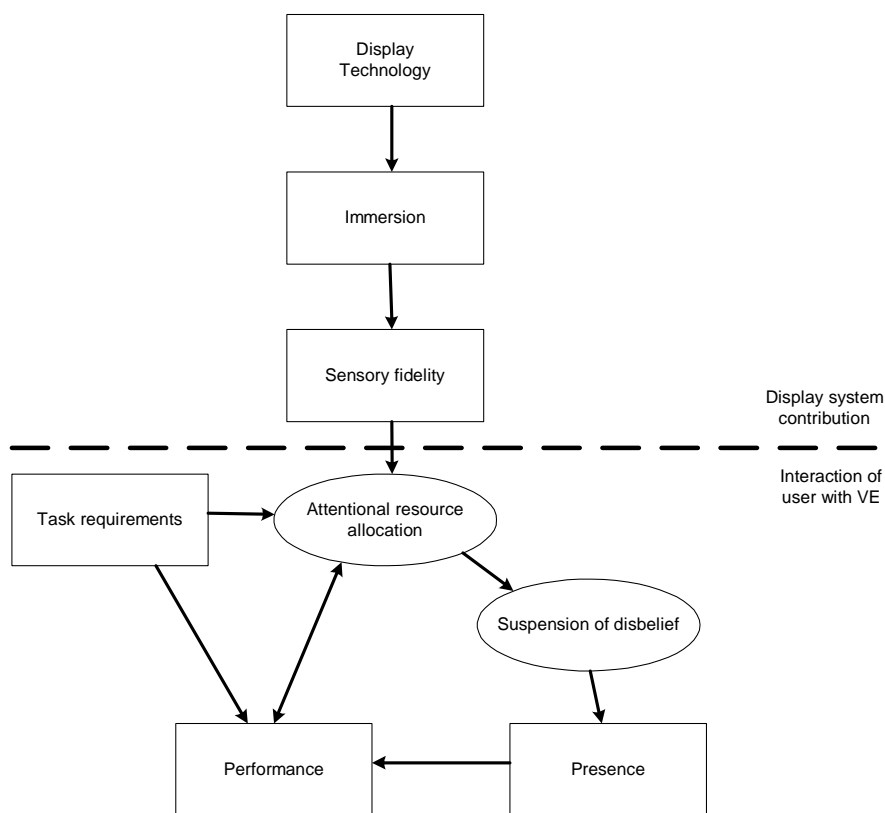 Display
Technology
Immersion
Sensory fidelity
Display system
contribution
Interaction of
user with VE
Task requirements
Attentional resource
allocation
Suspension of disbelief
Performance
Presence